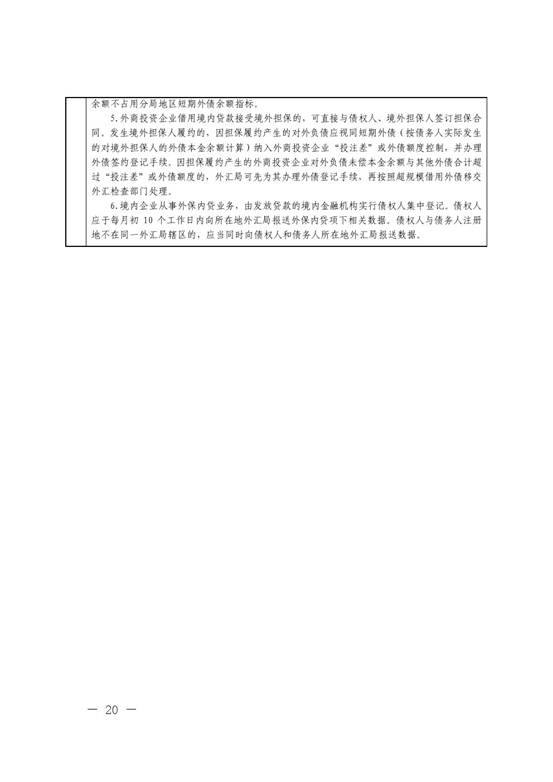 余额不占用分局地区短期外债余额指标。
5.外商投资企业借用境内贷款接受境外担保的，可直接与债权人、境外担保人签订担保合
同。发生境外担保人履约的，因担保履约产生的对外负债应视同短期外债（按债务人实际发生
的对境外担保人的外债本金余额计算）纳入外商投资企业“投注差”或外债额度控制，并办理
外债签约登记手续。因担保履约产生的外商投资企业对外负债未偿本金余额与其他外债合计超
过“投注差”或外债额度的，外汇局可先为其办理外债登记手续，再按照超规模借用外债移交
外汇检查部门处理。
6.境内企业从事外保内贷业务，由发放贷款的境内金融机构实行债权人集中登记。债权人
应于每月初 10 个工作日内向所在地外汇局报送外保内贷项下相关数据。债权人与债务人注册
地不在同一外汇局辖区的，应当同时向债权人和债务人所在地外汇局报送数据。
— 20 —